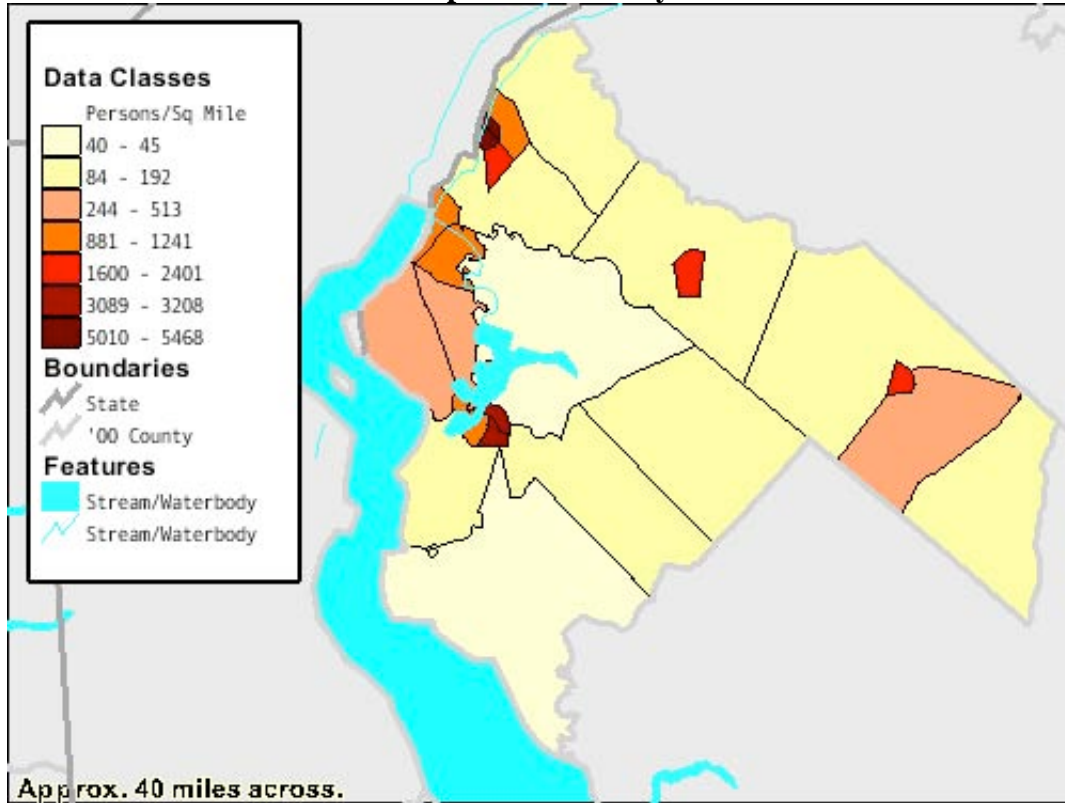 Data Classes
Persons/Sq Mile
40 - 45
84 - 192
244 - 513
881 - 1241
1600 - 2401
3089 - 3208
5010 - 5468
Boundaries
State
'00 County
Features
Stream/Waterbody
Stream/Waterbody
Approx. 40 miles across.